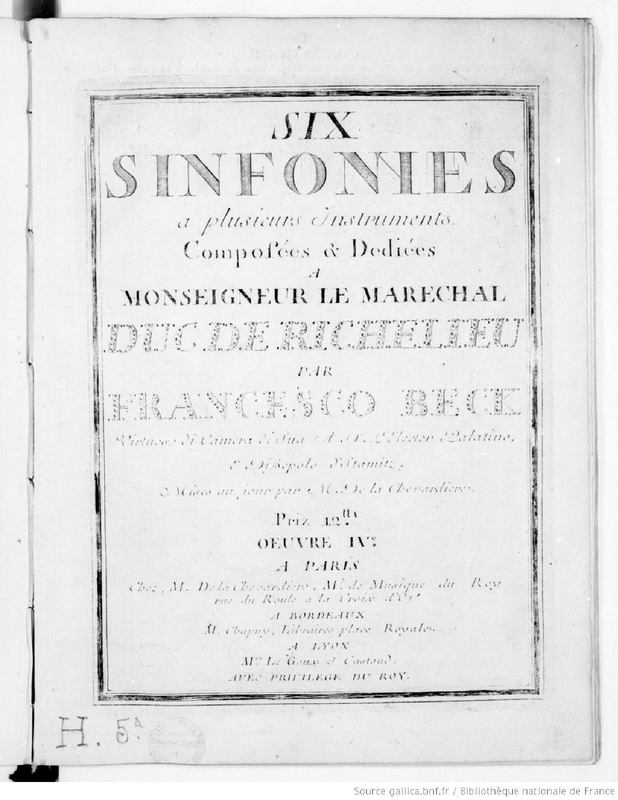 SIX
SINFONIES
a plusieurs Instruments.
Composées & Dediées
A
MONSEIGNEUR LE MARECHAL
DUC DE RICHELIEU
PAR
FRANCESCO BECK
Virtuoso di Camera di Sua A. S. L'Elector Palatino,
e Dissepolo di Stamitz,
Mises au jour par M. De la Chevardiere.
Prix 12.tt
OEUVRE IV.e
A PARIS
Chez, M. De la Chevardiere, M.d de Musique du Roy
rue du Roule a la Croix d'Or
A BORDEAUX
M. Chapuy, Libraires place Royale.
A LYON
M.rs Le Goux & Castaud,
AVEC PRIVILEGE DU ROY.
H. 5.a
Source gallica.bnf.fr / Bibliothèque nationale de France